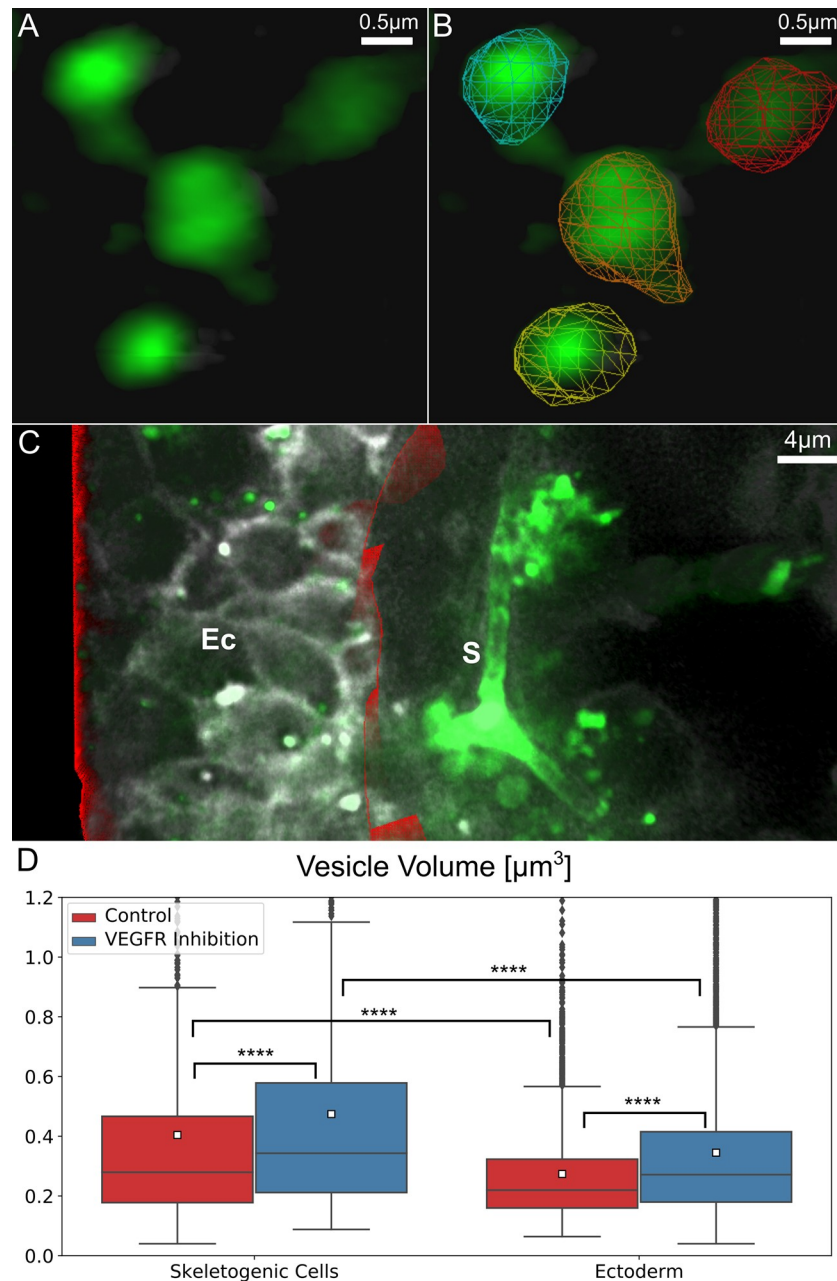 A
0.5μm
B
0.5μm
C
4μm
Ec
S
D
Vesicle Volume [μm³]
1.2
1.0
0.8
0.6
0.4
0.2
0.0
Control
VEGFR Inhibition
****
****
****
****
Skeletogenic Cells
Ectoderm